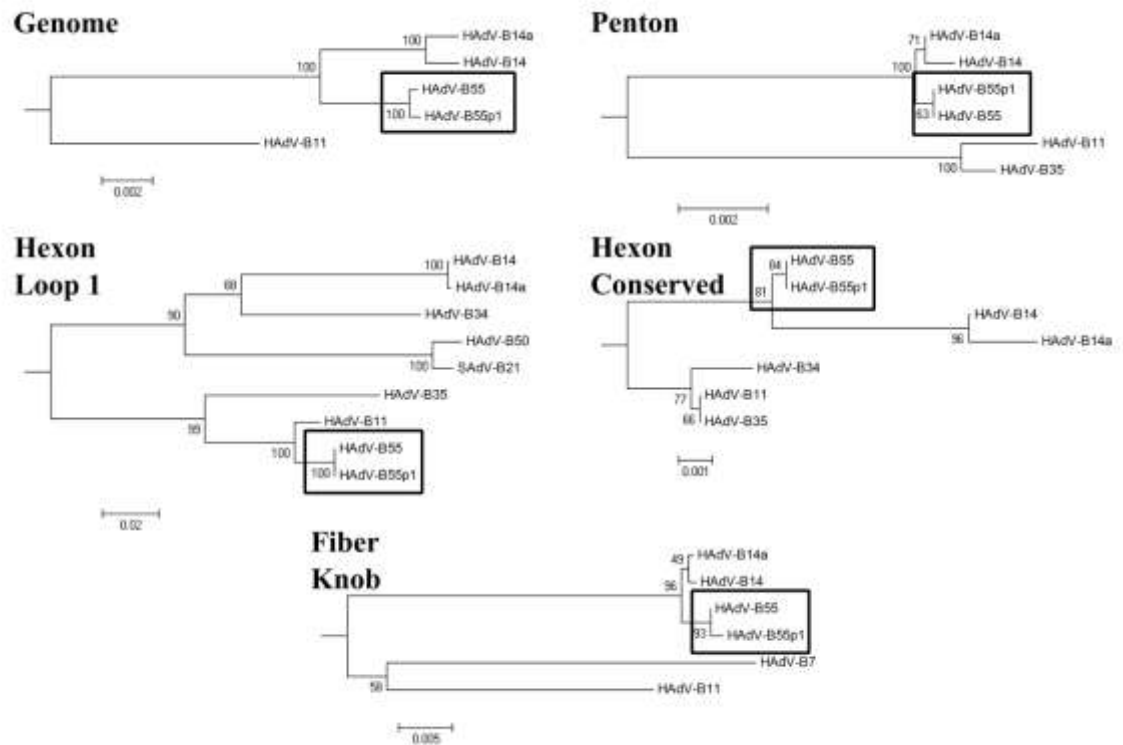 Genome
HAdV-B14a
100
HAdV-B14
100
HAdV-B55
100
HAdV-B55p1
HAdV-B11
0.002
Penton
HAdV-B14a
71
HAdV-B14
100
HAdV-B55p1
63
HAdV-B55
HAdV-B11
100
HAdV-B35
0.002
Hexon
Loop 1
HAdV-B14
100
HAdV-B14a
68
HAdV-B34
90
HAdV-B50
100
SAdV-B21
HAdV-B35
99
HAdV-B11
100
HAdV-B55
100
HAdV-B55p1
0.02
Hexon
Conserved
HAdV-B55
84
HAdV-B55p1
81
HAdV-B14
96
HAdV-B14a
HAdV-B34
77
HAdV-B11
66
HAdV-B35
0.001
Fiber
Knob
HAdV-B14a
49
HAdV-B14
96
HAdV-B55
93
HAdV-B55p1
HAdV-B7
58
HAdV-B11
0.005